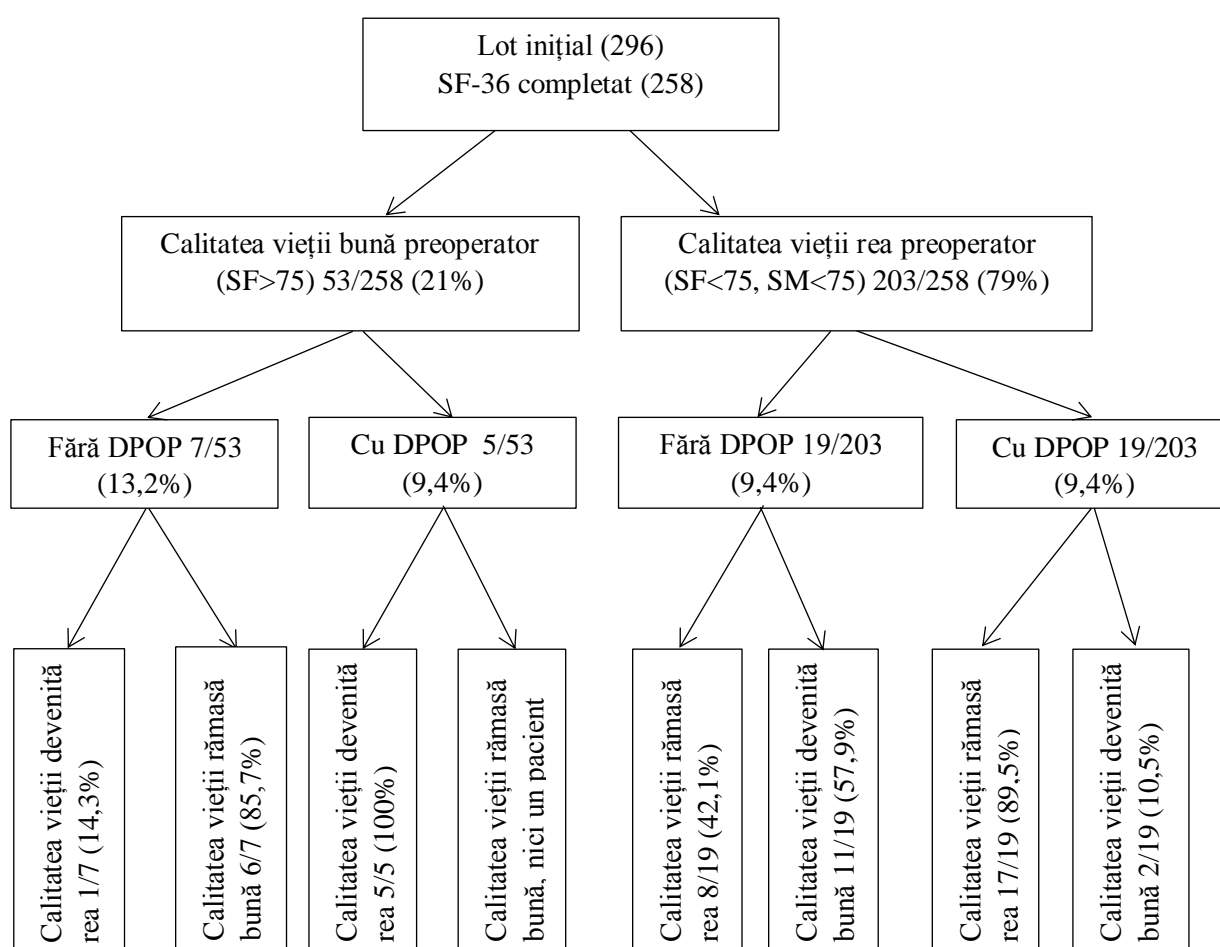 Lot inițial (296)
SF-36 completat (258)
Calitatea vieții bună preoperator
(SF>75) 53/258 (21%)
Calitatea vieții rea preoperator
(SF<75, SM<75) 203/258 (79%)
Fără DPOP 7/53
(13,2%)
Cu DPOP 5/53
(9,4%)
Fără DPOP 19/203
(9,4%)
Cu DPOP 19/203
(9,4%)
Calitatea vieții devenită
rea 1/7 (14,3%)
Calitatea vieții rămasă
bună 6/7 (85,7%)
Calitatea vieții devenită
rea 5/5 (100%)
Calitatea vieții rămasă
bună, nici un pacient
Calitatea vieții rămasă
rea 8/19 (42,1%)
Calitatea vieții devenită
bună 11/19 (57,9%)
Calitatea vieții rămasă
rea 17/19 (89.5%)
Calitatea vieții devenită
bună 2/19 (10,5%)